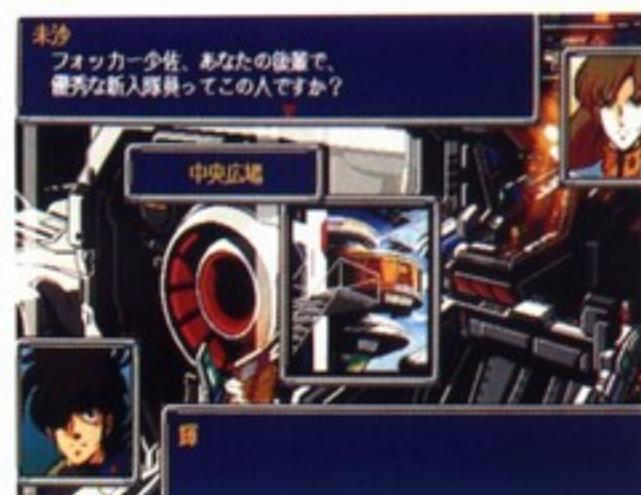 未沙
フォッカー少佐、あなたの後輩で、
優秀な新入隊員ってこの人ですか？
中央広場
輝